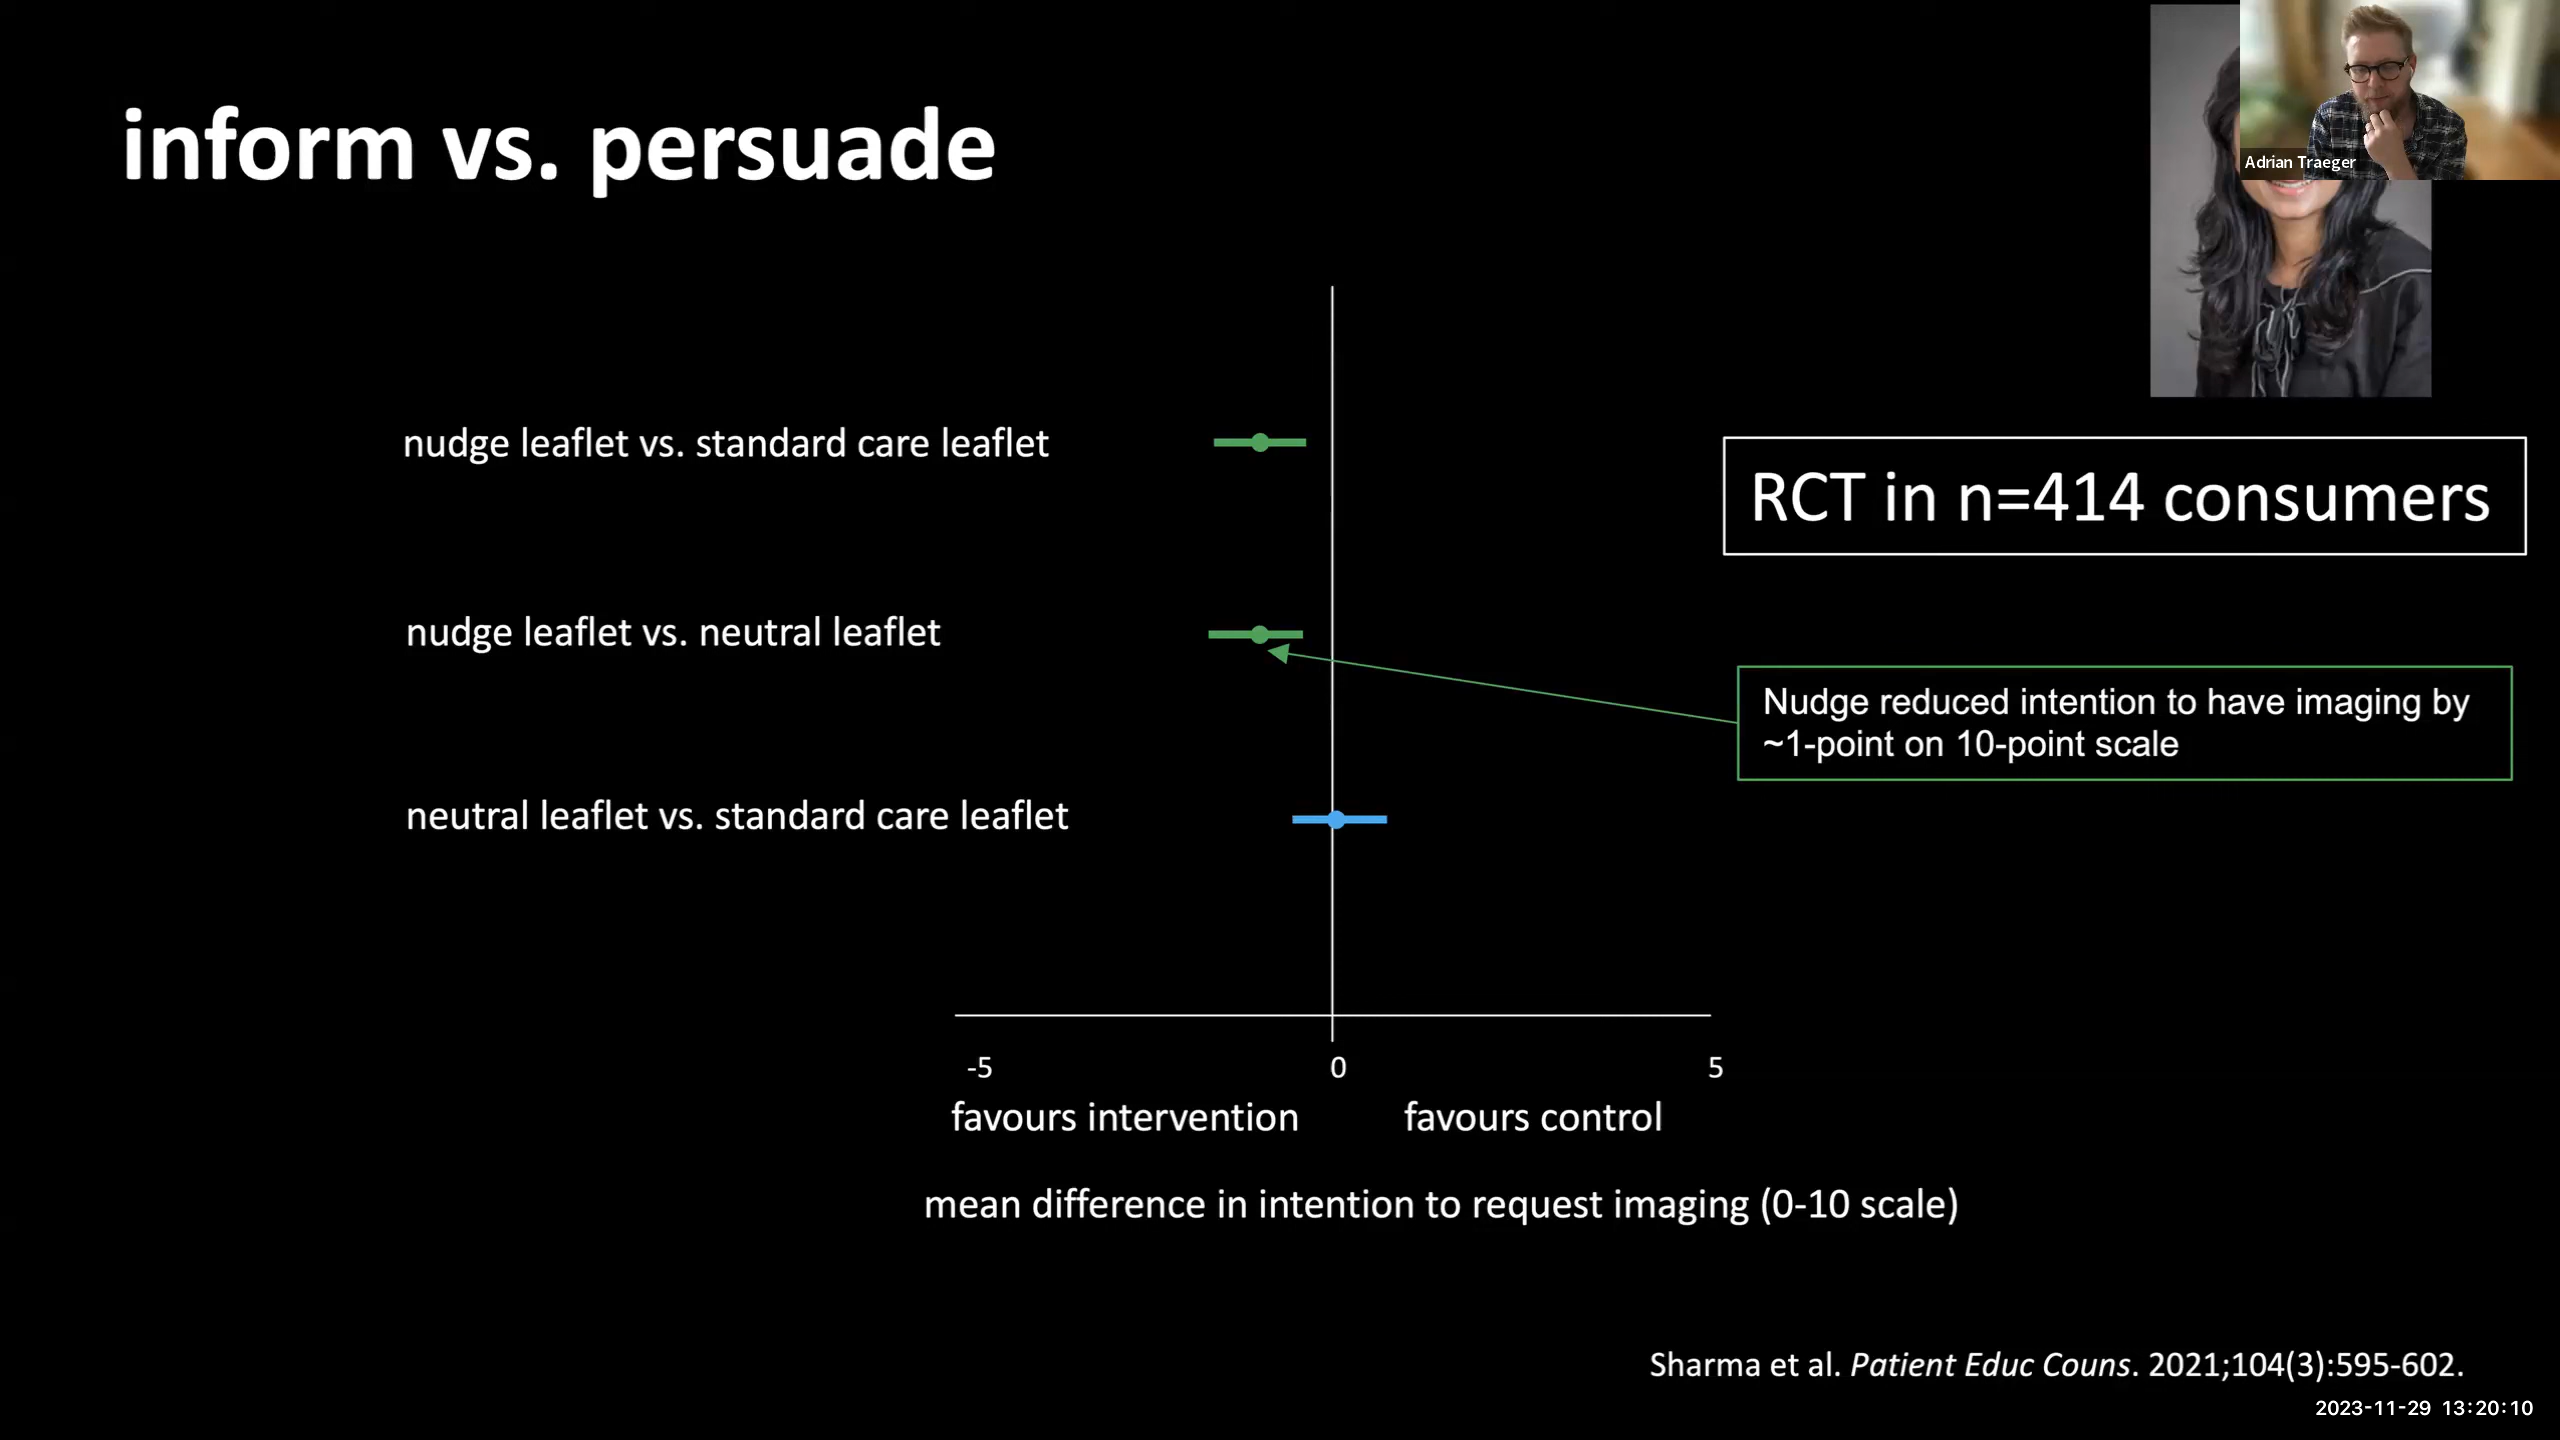 inform vs. persuade
Adrian Traeger
nudge leaflet vs. standard care leaflet
RCT in n=414 consumers
nudge leaflet vs. neutral leaflet
Nudge reduced intention to have imaging by
~1-point on 10-point scale
neutral leaflet vs. standard care leaflet
-5 0 5
favours intervention favours control
mean difference in intention to request imaging (0-10 scale)
Sharma et al. Patient Educ Couns. 2021;104(3):595-602.
2023-11-29 13:20:10